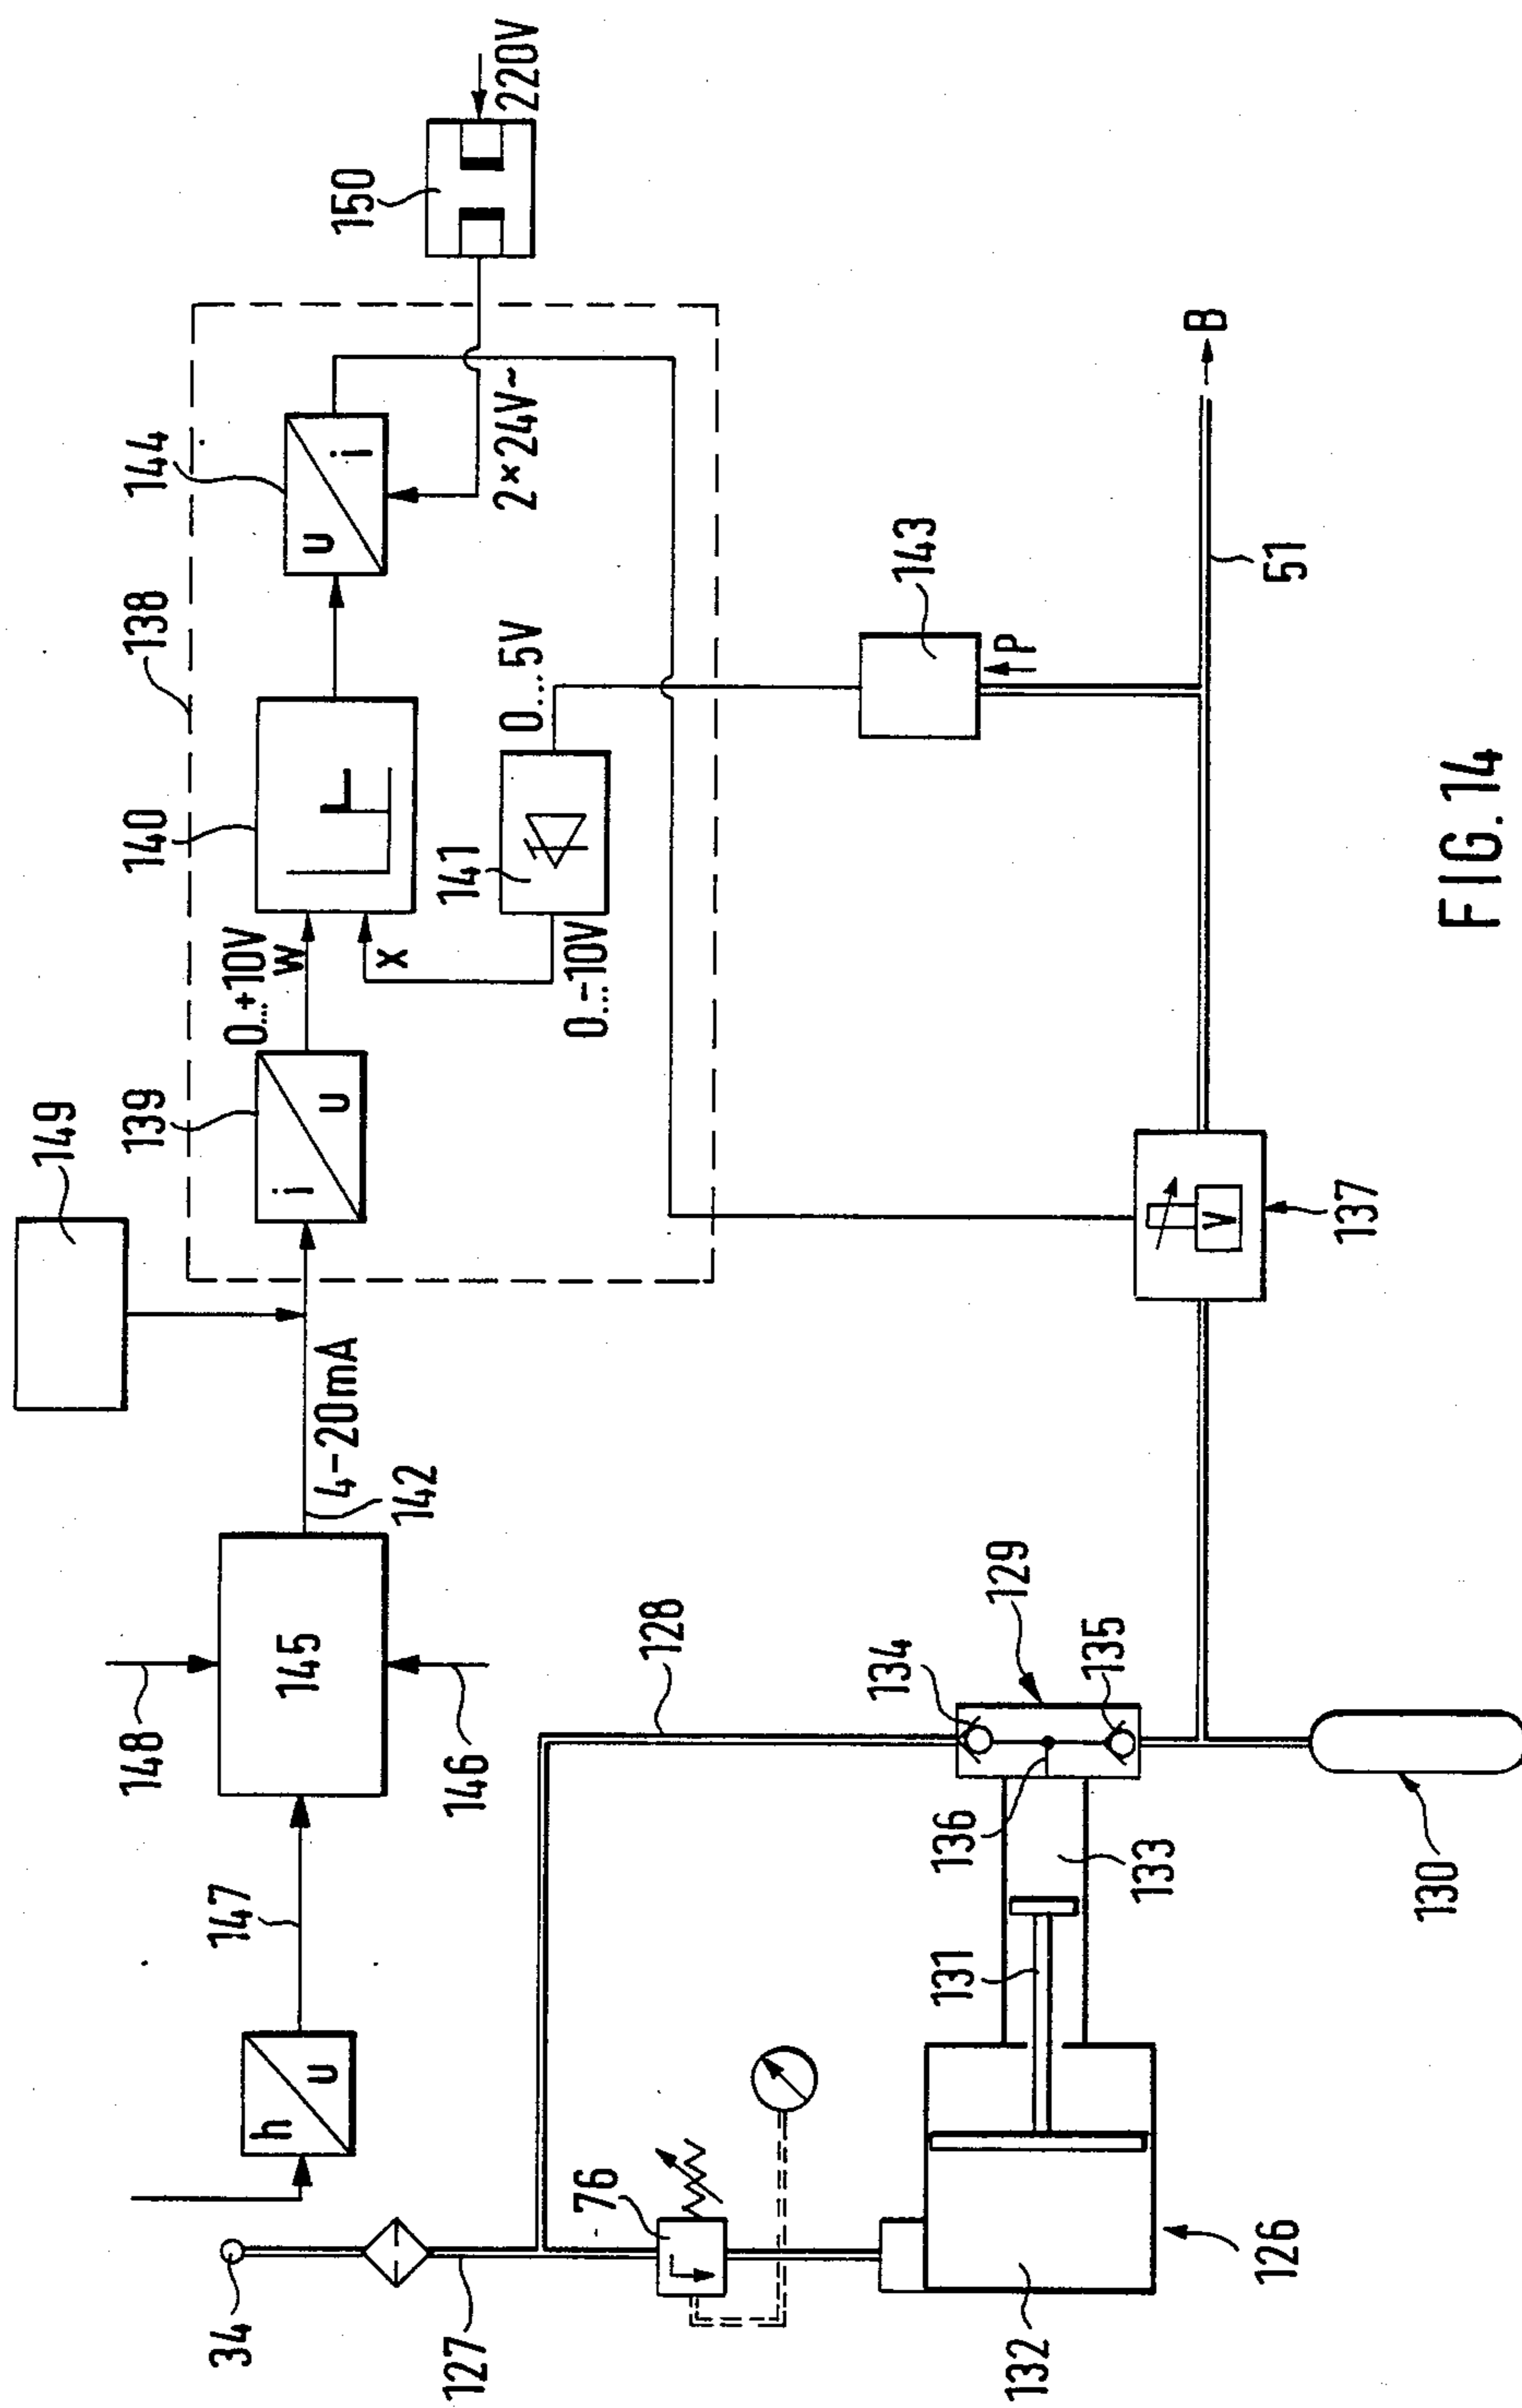 149
138
144
150
220V
148
139
140
147
145
4-20mA
142
i
u
0...+10V
W
X
u
i
141
0...5V
0...-10V
2×24V~
34
h
u
146
127
76
128
134
129
135
136
133
131
132
126
130
V
137
143
P
51
B
FIG. 14